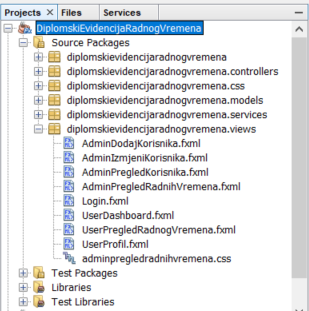 Projects × Files Services
DiplomskiEvidencijaRadnogVremena
Source Packages
diplomskievidencijaradnogvremena
diplomskievidencijaradnogvremena.controllers
diplomskievidencijaradnogvremena.css
diplomskievidencijaradnogvremena.models
diplomskievidencijaradnogvremena.services
diplomskievidencijaradnogvremena.views
AdminDodajKorisnika.fxml
AdminIzmjeniKorisnika.fxml
AdminPregledKorisnika.fxml
AdminPregledRadnihVremena.fxml
Login.fxml
UserDashboard.fxml
UserPregledRadnogVremena.fxml
UserProfil.fxml
adminpregledradnihvremena.css
Test Packages
Libraries
Test Libraries